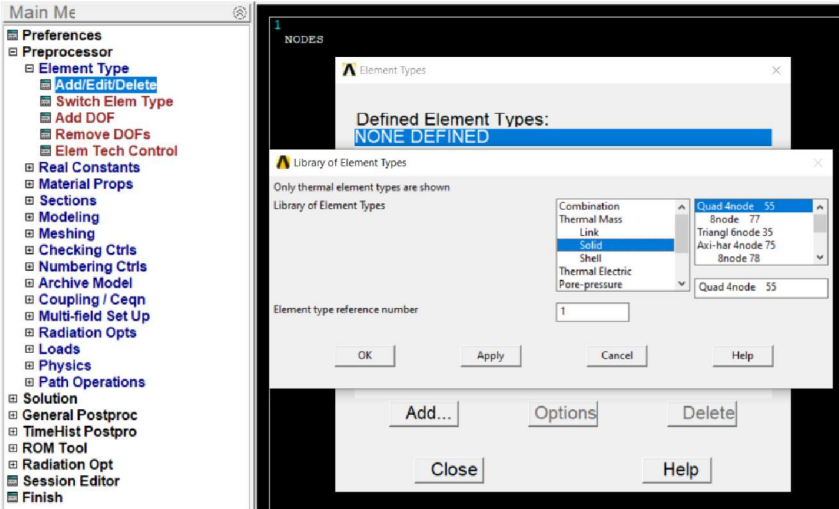 Main Me
Preferences
Preprocessor
Element Type
Add/Edit/Delete
Switch Elem Type
Add DOF
Remove DOFs
Elem Tech Control
Real Constants
Material Props
Sections
Modeling
Meshing
Checking Ctrls
Numbering Ctrls
Archive Model
Coupling / Ceqn
Multi-field Set Up
Radiation Opts
Loads
Physics
Path Operations
Solution
General Postproc
TimeHist Postpro
ROM Tool
Radiation Opt
Session Editor
Finish
1
NODES
Element Types
Defined Element Types:
NONE DEFINED
Library of Element Types
Only thermal element types are shown
Library of Element Types
Combination
Thermal Mass
Link
Solid
Shell
Thermal Electric
Pore-pressure
Quad 4node 55
8node 77
Triangl 6node 35
Axi-har 4node 75
8node 78
Quad 4node 55
Element type reference number
1
OK
Apply
Cancel
Help
Add...
Options
Delete
Close
Help